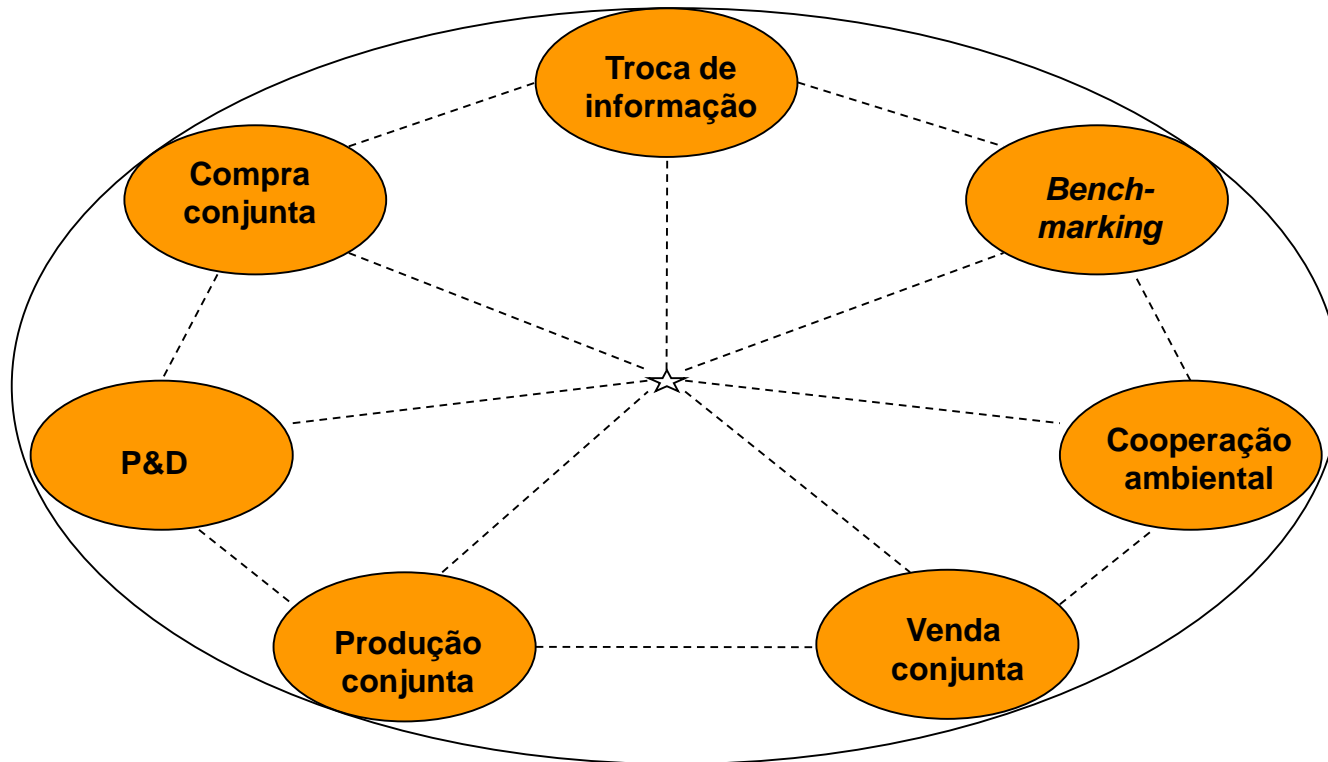 Troca de
informação
Compra
conjunta
Bench-
marking
P&D
Cooperação
ambiental
Produção
conjunta
Venda
conjunta